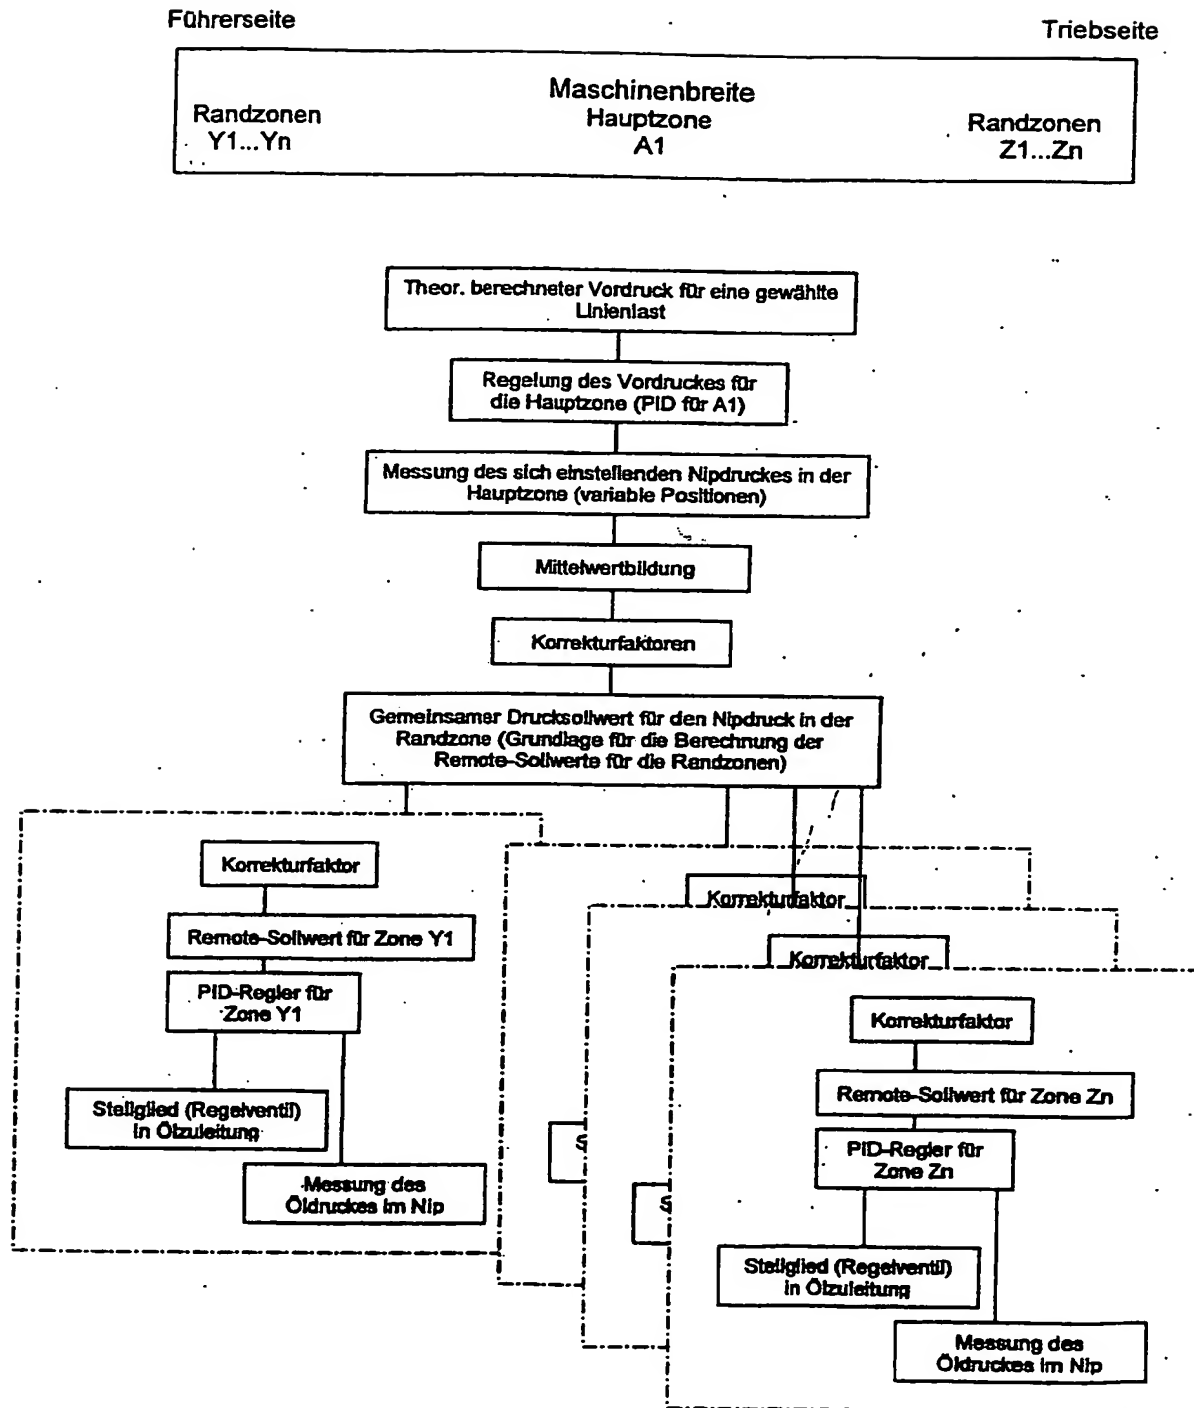 Führerseite
Triebseite
Maschinenbreite
Hauptzone
A1
Randzonen
Y1...Yn
Randzonen
Z1...Zn
Theor. berechneter Vordruck für eine gewählte
Linienlast
Regelung des Vordruckes für
die Hauptzone (PID für A1)
Messung des sich einstellenden Nipdruckes in der
Hauptzone (variable Positionen)
Mittelwertbildung
Korrekturfaktoren
Gemeinsamer Drucksollwert für den Nipdruck in der
Randzone (Grundlage für die Berechnung der
Remote-Sollwerte für die Randzonen)
Korrekturfaktor
Remote-Sollwert für Zone Y1
PID-Regler für
Zone Y1
Stellglied (Regelventil)
in Ölzuleitung
Messung des
Öldruckes im Nip
Korrekturfaktor
Korrekturfaktor
Korrekturfaktor
Remote-Sollwert für Zone Zn
PID-Regler für
Zone Zn
Stellglied (Regelventil)
in Ölzuleitung
Messung des
Öldruckes im Nip